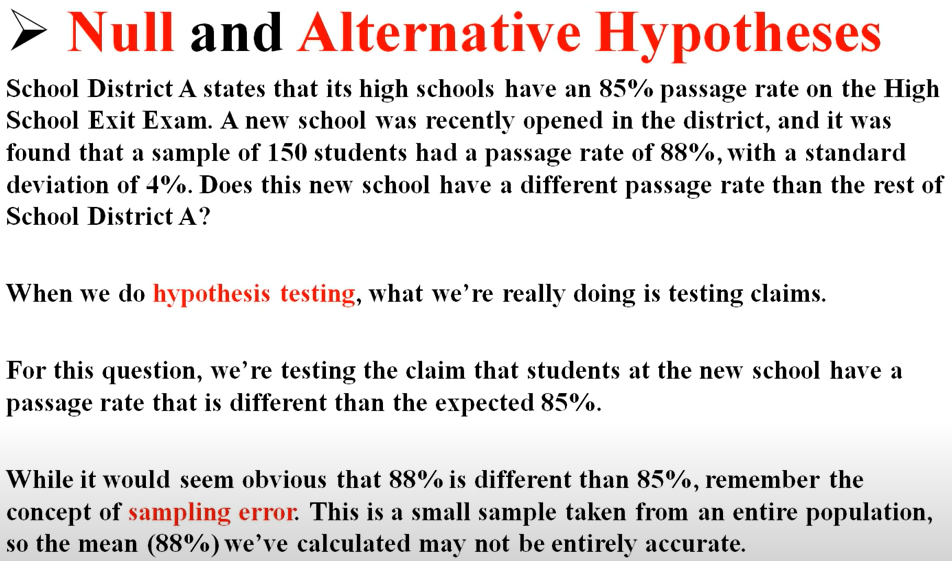 ➢ Null and Alternative Hypotheses
School District A states that its high schools have an 85% passage rate on the High
School Exit Exam. A new school was recently opened in the district, and it was
found that a sample of 150 students had a passage rate of 88%, with a standard
deviation of 4%. Does this new school have a different passage rate than the rest of
School District A?
When we do hypothesis testing, what we’re really doing is testing claims.
For this question, we’re testing the claim that students at the new school have a
passage rate that is different than the expected 85%.
While it would seem obvious that 88% is different than 85%, remember the
concept of sampling error. This is a small sample taken from an entire population,
so the mean (88%) we’ve calculated may not be entirely accurate.